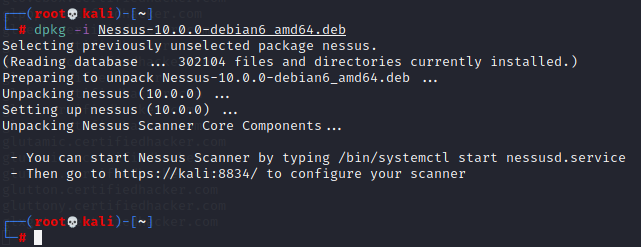 ┌──(root💀kali)-[~]
└─# dpkg -i Nessus-10.0.0-debian6_amd64.deb
Selecting previously unselected package nessus.
(Reading database ... 302104 files and directories currently installed.)
Preparing to unpack Nessus-10.0.0-debian6_amd64.deb ...
Unpacking nessus (10.0.0) ...
Setting up nessus (10.0.0) ...
Unpacking Nessus Scanner Core Components...
- You can start Nessus Scanner by typing /bin/systemctl start nessusd.service
- Then go to https://kali:8834/ to configure your scanner
┌──(root💀kali)-[~]
└─#